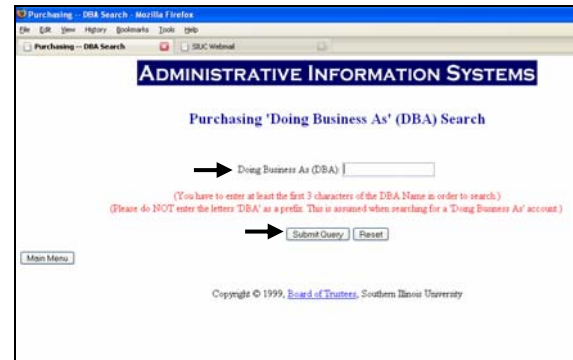 Purchasing -- DBA Search - Mozilla Firefox
File Edit View History Bookmarks Tools Help
Purchasing -- DBA Search SIUC Webmail
ADMINISTRATIVE INFORMATION SYSTEMS
Purchasing 'Doing Business As' (DBA) Search
Doing Business As (DBA):
(You have to enter at least the first 3 characters of the DBA Name in order to search.)
(Please do NOT enter the letters 'DBA' as a prefix. This is assumed when searching for a 'Doing Business As' account.)
Submit Query Reset
Main Menu
Copyright © 1999, Board of Trustees, Southern Illinois University